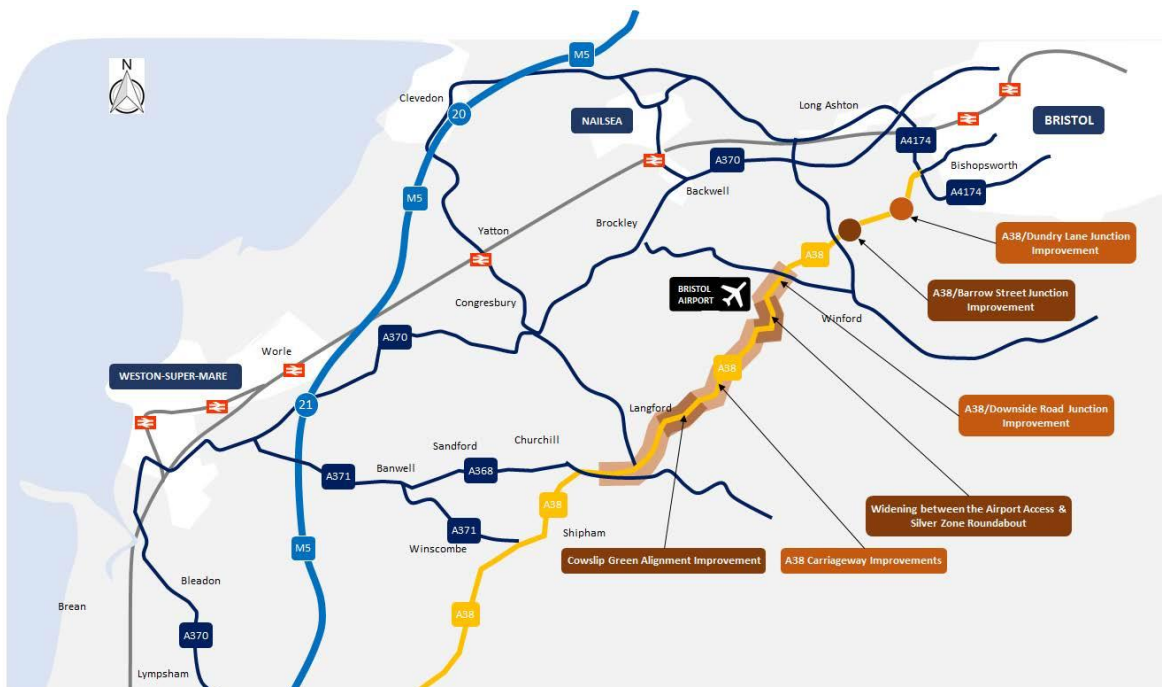 N
M5
Clevedon
20
NAILSEA
Long Ashton
BRISTOL
A4174
Bishopsworth
A370
A4174
Backwell
M5
Brockley
Yatton
A38
A38/Dundry Lane Junction
Improvement
BRISTOL
AIRPORT
A38/Barrow Street Junction
Improvement
Congresbury
Winford
A370
Worle
WESTON-SUPER-MARE
A38
21
Langford
A38/Downside Road Junction
Improvement
Churchill
Sandford
Banwell
A368
A371
A38
Widening between the Airport Access &
Silver Zone Roundabout
A371
Shipham
Winscombe
M5
Cowslip Green Alignment Improvement
A38 Carriageway Improvements
Bleadon
Brean
A38
A370
Lympsham